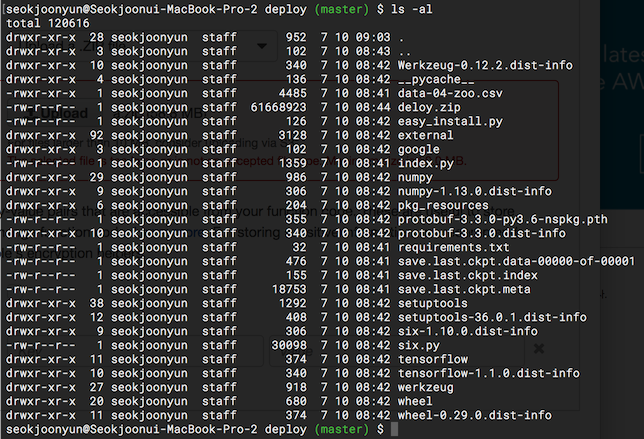 [seokjoonyun@Seokjoonui-MacBook-Pro-2 deploy (master) $ ls -al
total 120616
drwxr-xr-x  28 seokjoonyun  staff       952  7 10 09:03 .
drwxr-xr-x   6 seokjoonyun  staff       102  7 10 08:43 ..
drwxr-xr-x  10 seokjoonyun  staff       340  7 10 08:42 Werkzeug-0.12.2.dist-info
drwxr-xr-x   4 seokjoonyun  staff       136  7 10 08:42 __pycache__
-rwxr-xr-x   1 seokjoonyun  staff      4485  7 10 08:41 data-04-zoo.csv
-rw-r--r--   1 seokjoonyun  staff  61668923  7 10 08:44 deloy.zip
-rw-r--r--   1 seokjoonyun  staff       126  7 10 08:42 easy_install.py
drwxr-xr-x  92 seokjoonyun  staff      3128  7 10 08:42 external
drwxr-xr-x   3 seokjoonyun  staff       102  7 10 08:42 google
-rw-r--r--   1 seokjoonyun  staff      1359  7 10 08:41 index.py
drwxr-xr-x  29 seokjoonyun  staff       986  7 10 08:42 numpy
drwxr-xr-x   9 seokjoonyun  staff       306  7 10 08:42 numpy-1.13.0.dist-info
drwxr-xr-x   6 seokjoonyun  staff       204  7 10 08:42 pkg_resources
-rw-r--r--   1 seokjoonyun  staff       539  7 10 08:42 protobuf-3.3.0-py3.6-nspkg.pth
drwxr-xr-x  10 seokjoonyun  staff       340  7 10 08:42 protobuf-3.3.0.dist-info
-rwxr-xr-x   1 seokjoonyun  staff        32  7 10 08:41 requirements.txt
-rw-r--r--   1 seokjoonyun  staff       476  7 10 08:41 save.last.ckpt.data-00000-of-00001
-rw-r--r--   1 seokjoonyun  staff       155  7 10 08:41 save.last.ckpt.index
-rw-r--r--   1 seokjoonyun  staff     18753  7 10 08:41 save.last.ckpt.meta
drwxr-xr-x  38 seokjoonyun  staff      1292  7 10 08:42 setuptools
drwxr-xr-x  12 seokjoonyun  staff       408  7 10 08:42 setuptools-36.0.1.dist-info
drwxr-xr-x   9 seokjoonyun  staff       306  7 10 08:42 six-1.10.0.dist-info
-rw-r--r--   1 seokjoonyun  staff     30098  7 10 08:42 six.py
drwxr-xr-x  11 seokjoonyun  staff       374  7 10 08:42 tensorflow
drwxr-xr-x  10 seokjoonyun  staff       340  7 10 08:42 tensorflow-1.1.0.dist-info
drwxr-xr-x  27 seokjoonyun  staff       918  7 10 08:42 werkzeug
drwxr-xr-x  20 seokjoonyun  staff       680  7 10 08:42 wheel
drwxr-xr-x  11 seokjoonyun  staff       374  7 10 08:42 wheel-0.29.0.dist-info
seokjoonyun@Seokjoonui-MacBook-Pro-2 deploy (master) $